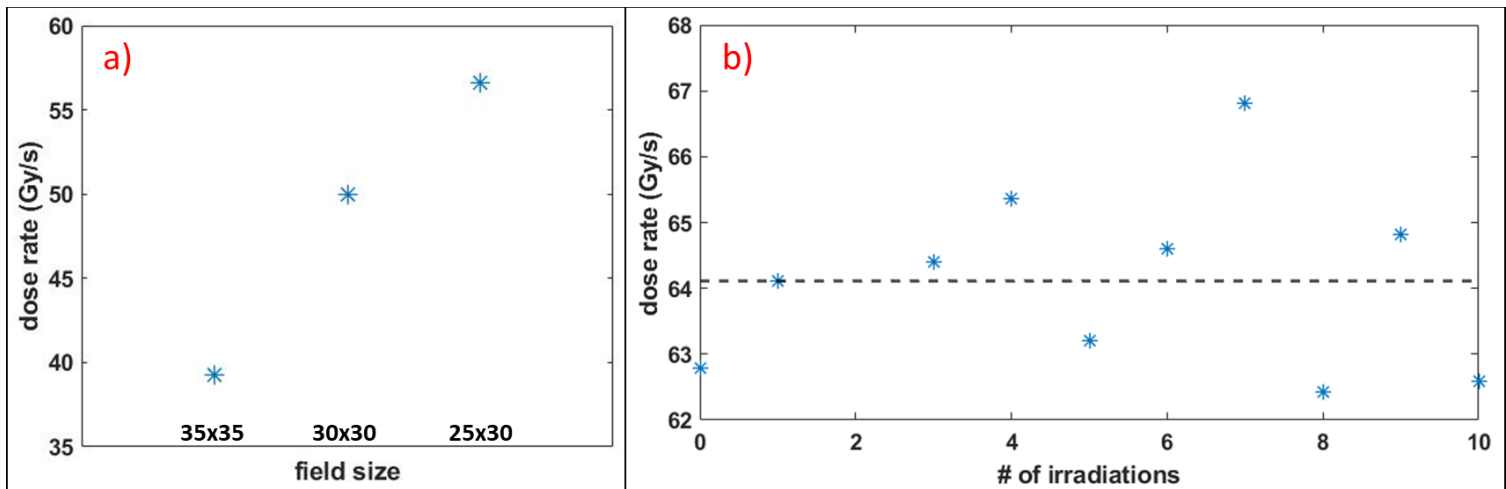 a)
60
55
50
45
40
35
dose rate (Gy/s)
35x35 30x30 25x30
field size
b)
68
67
66
65
64
63
62
dose rate (Gy/s)
0 2 4 6 8 10
# of irradiations